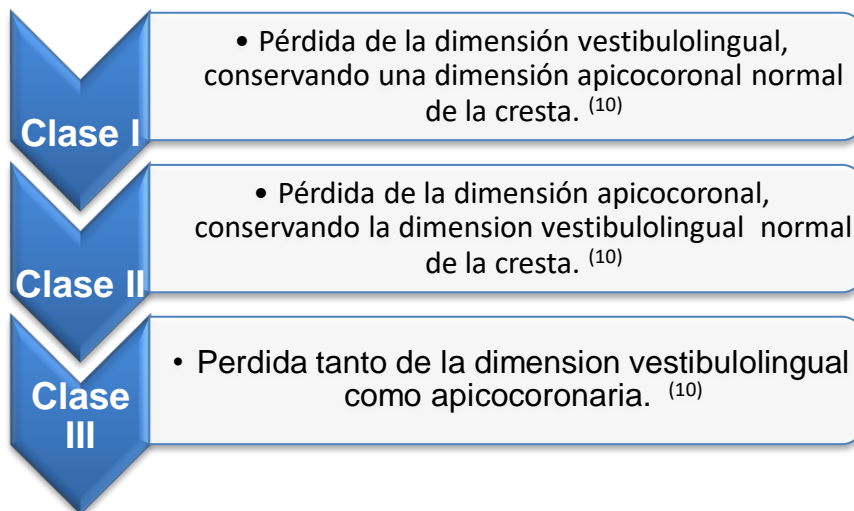 Clase I
• Pérdida de la dimensión vestibulolingual,
conservando una dimensión apicocoronal normal
de la cresta. (10)
Clase II
• Pérdida de la dimensión apicocoronal,
conservando la dimension vestibulolingual normal
de la cresta. (10)
Clase
III
• Perdida tanto de la dimension vestibulolingual
como apicocoronaria. (10)